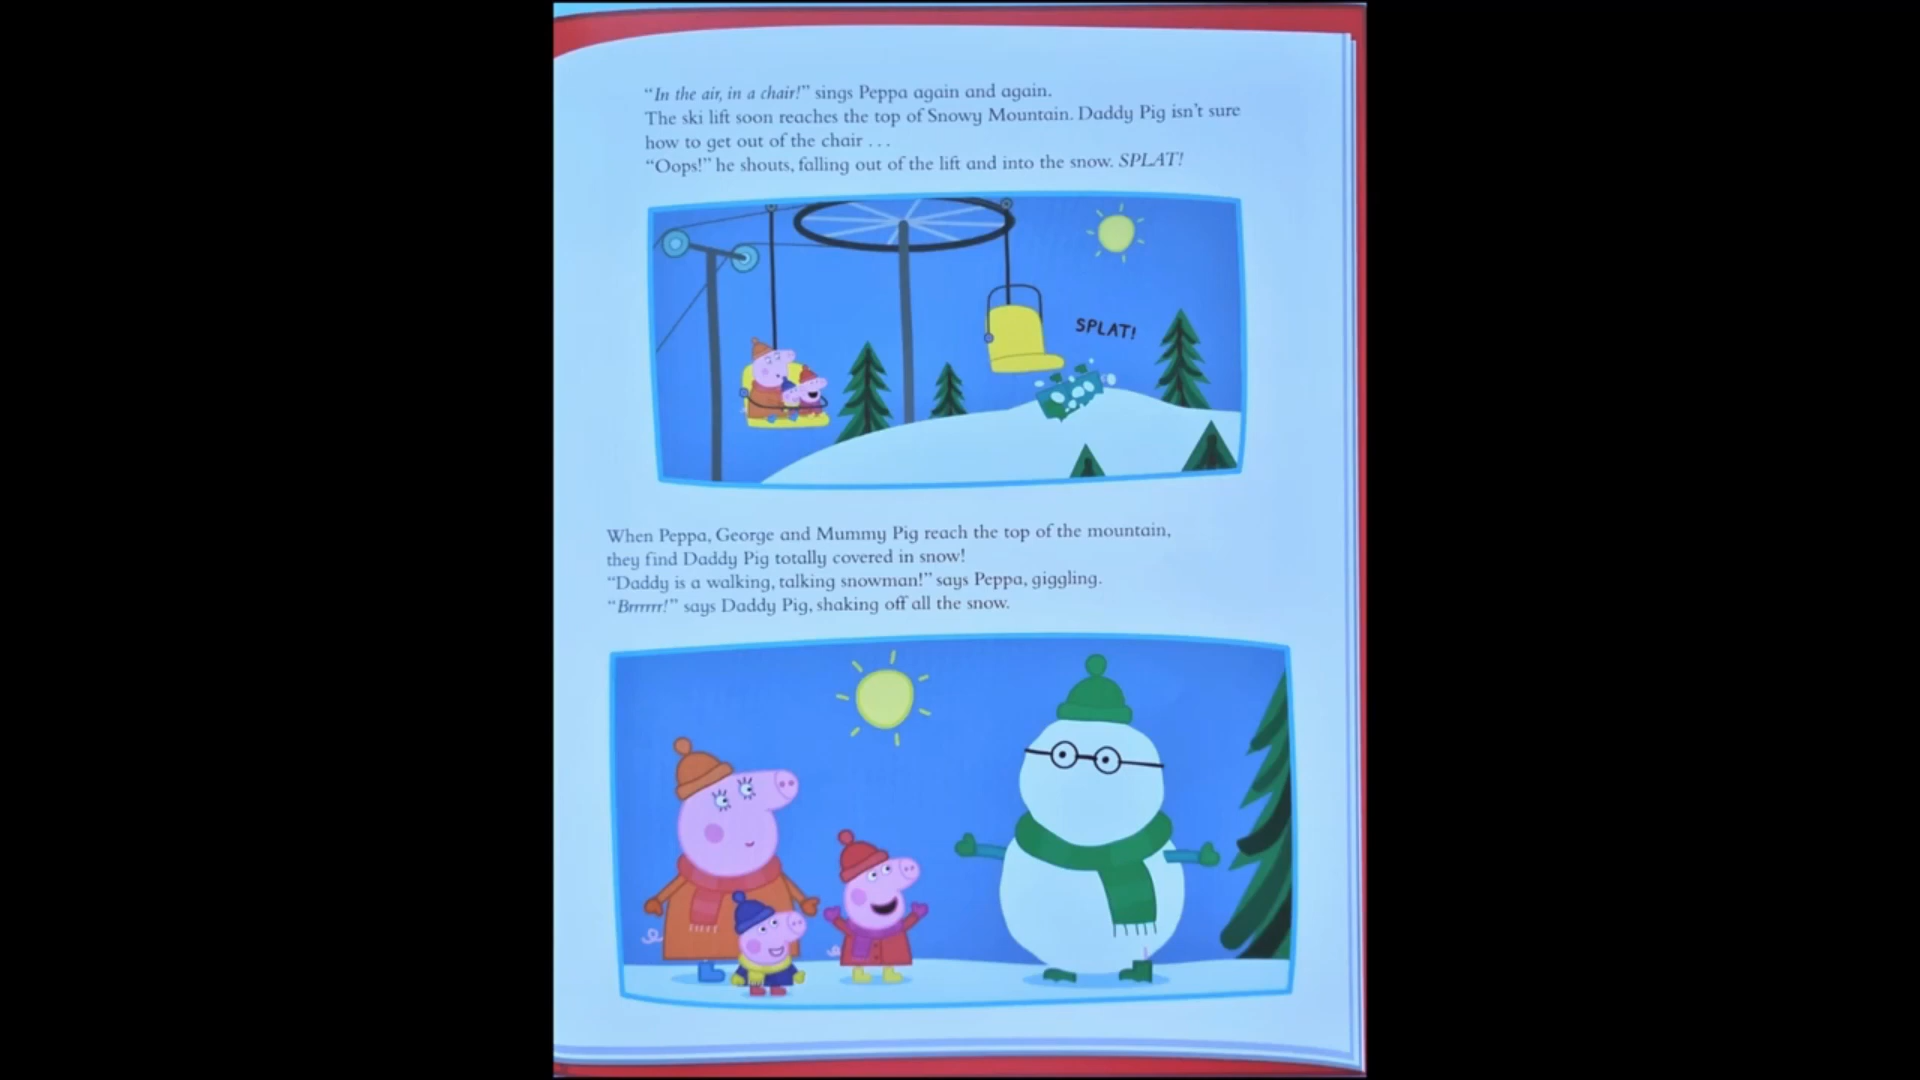 “In the air, in a chair!” sings Peppa again and again.
The ski lift soon reaches the top of Snowy Mountain. Daddy Pig isn't sure
how to get out of the chair . . .
“Oops!” he shouts, falling out of the lift and into the snow. SPLAT!
SPLAT!
When Peppa, George and Mummy Pig reach the top of the mountain,
they find Daddy Pig totally covered in snow!
“Daddy is a walking, talking snowman!” says Peppa, giggling.
“Brrrrrr!” says Daddy Pig, shaking off all the snow.